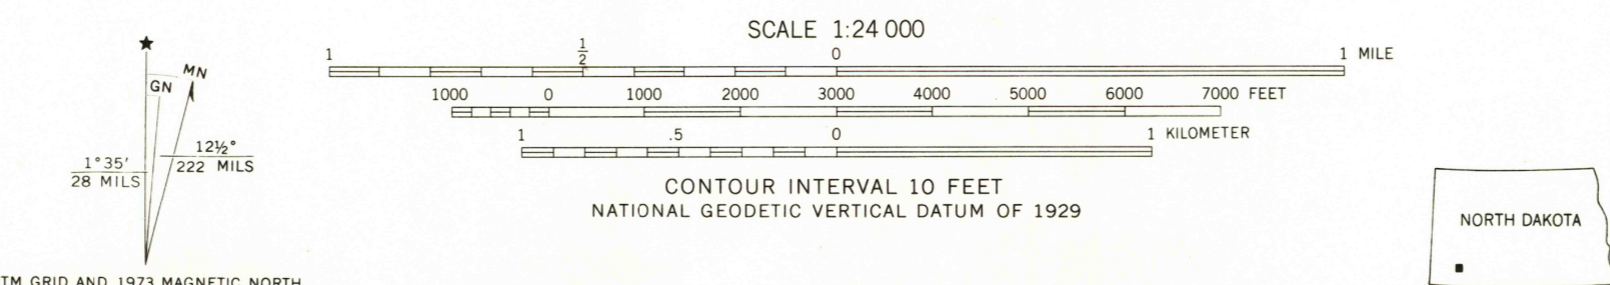 SCALE 1:24 000
1 ½ 0 1 MILE
1000 0 1000 2000 3000 4000 5000 6000 7000 FEET
1 .5 0 1 KILOMETER
CONTOUR INTERVAL 10 FEET
NATIONAL GEODETIC VERTICAL DATUM OF 1929
MN
GN
1°35'
28 MILS
12½°
222 MILS
TM GRID AND 1973 MAGNETIC NORTH
NORTH DAKOTA